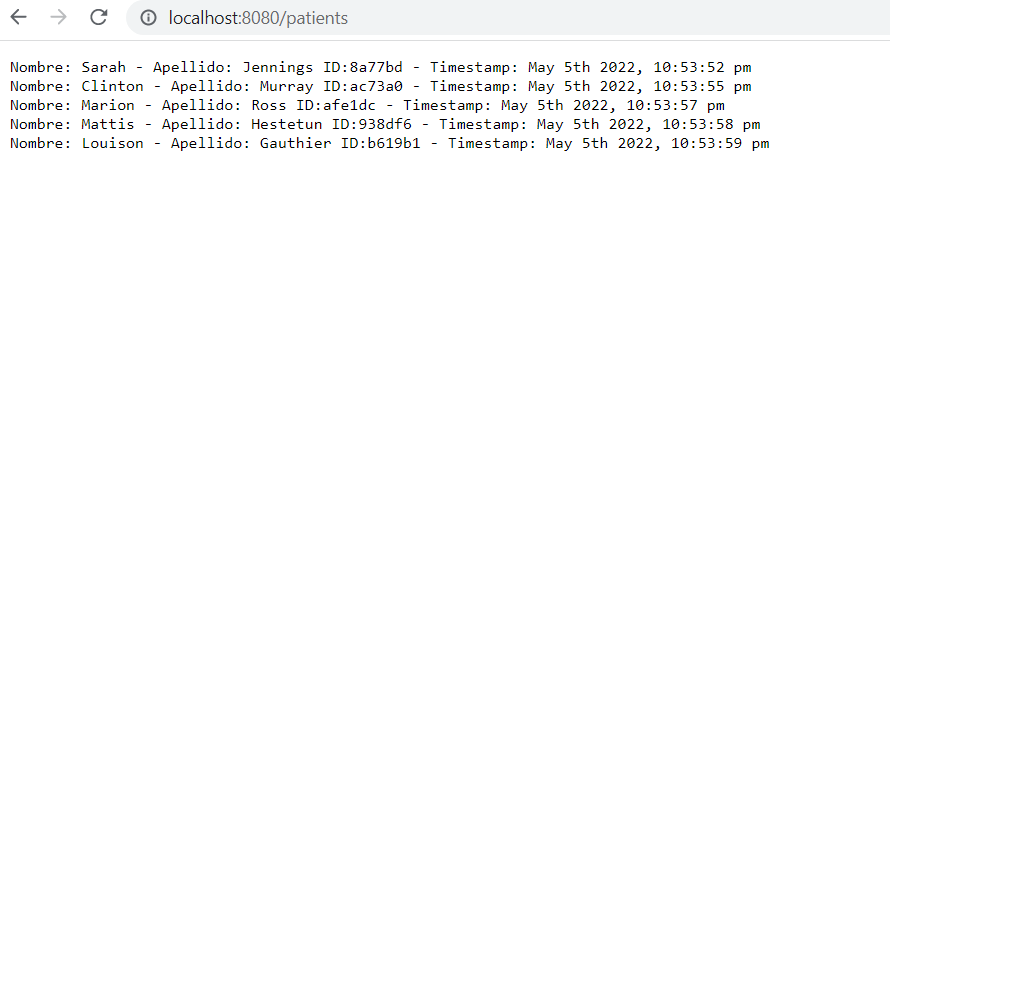 localhost:8080/patients
Nombre: Sarah - Apellido: Jennings ID:8a77bd - Timestamp: May 5th 2022, 10:53:52 pm
Nombre: Clinton - Apellido: Murray ID:ac73a0 - Timestamp: May 5th 2022, 10:53:55 pm
Nombre: Marion - Apellido: Ross ID:afe1dc - Timestamp: May 5th 2022, 10:53:57 pm
Nombre: Mattis - Apellido: Hestetun ID:938df6 - Timestamp: May 5th 2022, 10:53:58 pm
Nombre: Louison - Apellido: Gauthier ID:b619b1 - Timestamp: May 5th 2022, 10:53:59 pm